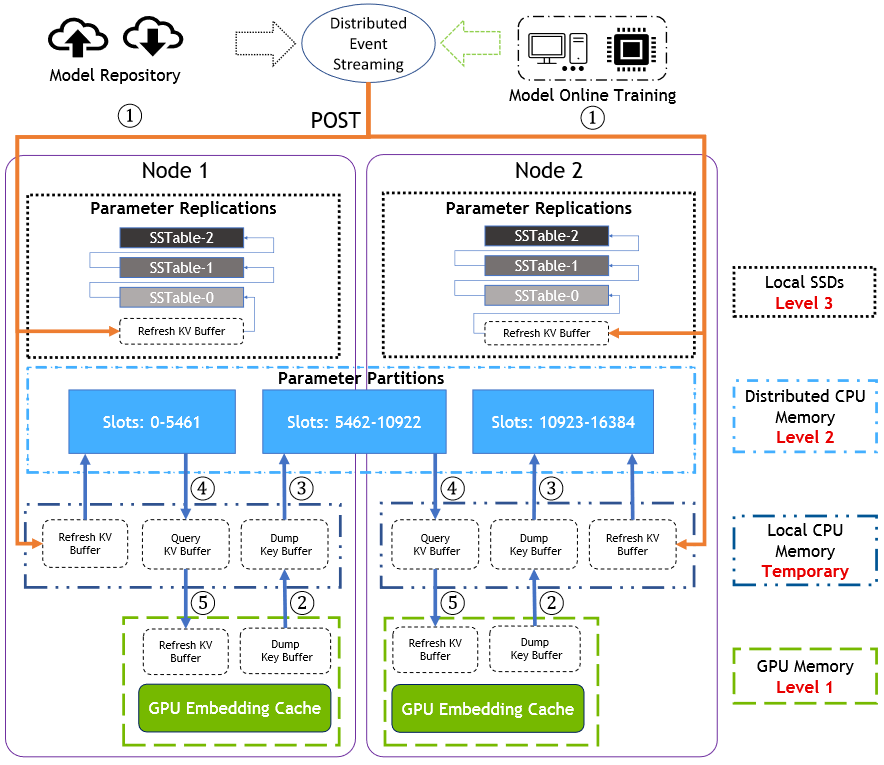 Distributed
Event
Streaming
Model Repository
Model Online Training
①
POST
①
Node 1
Node 2
Parameter Replications
SSTable-2
SSTable-1
SSTable-0
Refresh KV Buffer
Parameter Replications
SSTable-2
SSTable-1
SSTable-0
Refresh KV Buffer
Local SSDs
Level 3
Parameter Partitions
Slots: 0-5461
Slots: 5462-10922
Slots: 10923-16384
Distributed CPU
Memory
Level 2
④
③
④
③
Refresh KV
Buffer
Query
KV Buffer
Dump
Key Buffer
Query
KV Buffer
Dump
Key Buffer
Refresh KV
Buffer
Local CPU
Memory
Temporary
⑤
②
⑤
②
Refresh KV
Buffer
Dump
Key Buffer
Refresh KV
Buffer
Dump
Key Buffer
GPU Embedding Cache
GPU Embedding Cache
GPU Memory
Level 1